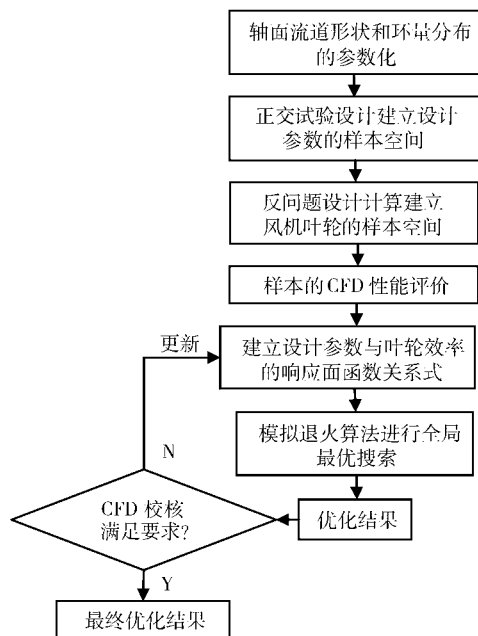 轴面流道形状和环量分布
的参数化
正交试验设计建立设计
参数的样本空间
反问题设计计算建立
风机叶轮的样本空间
样本的CFD性能评价
更新
建立设计参数与叶轮效率
的响应面函数关系式
模拟退火算法进行全局
最优搜索
N
CFD校核
满足要求?
优化结果
Y
最终优化结果